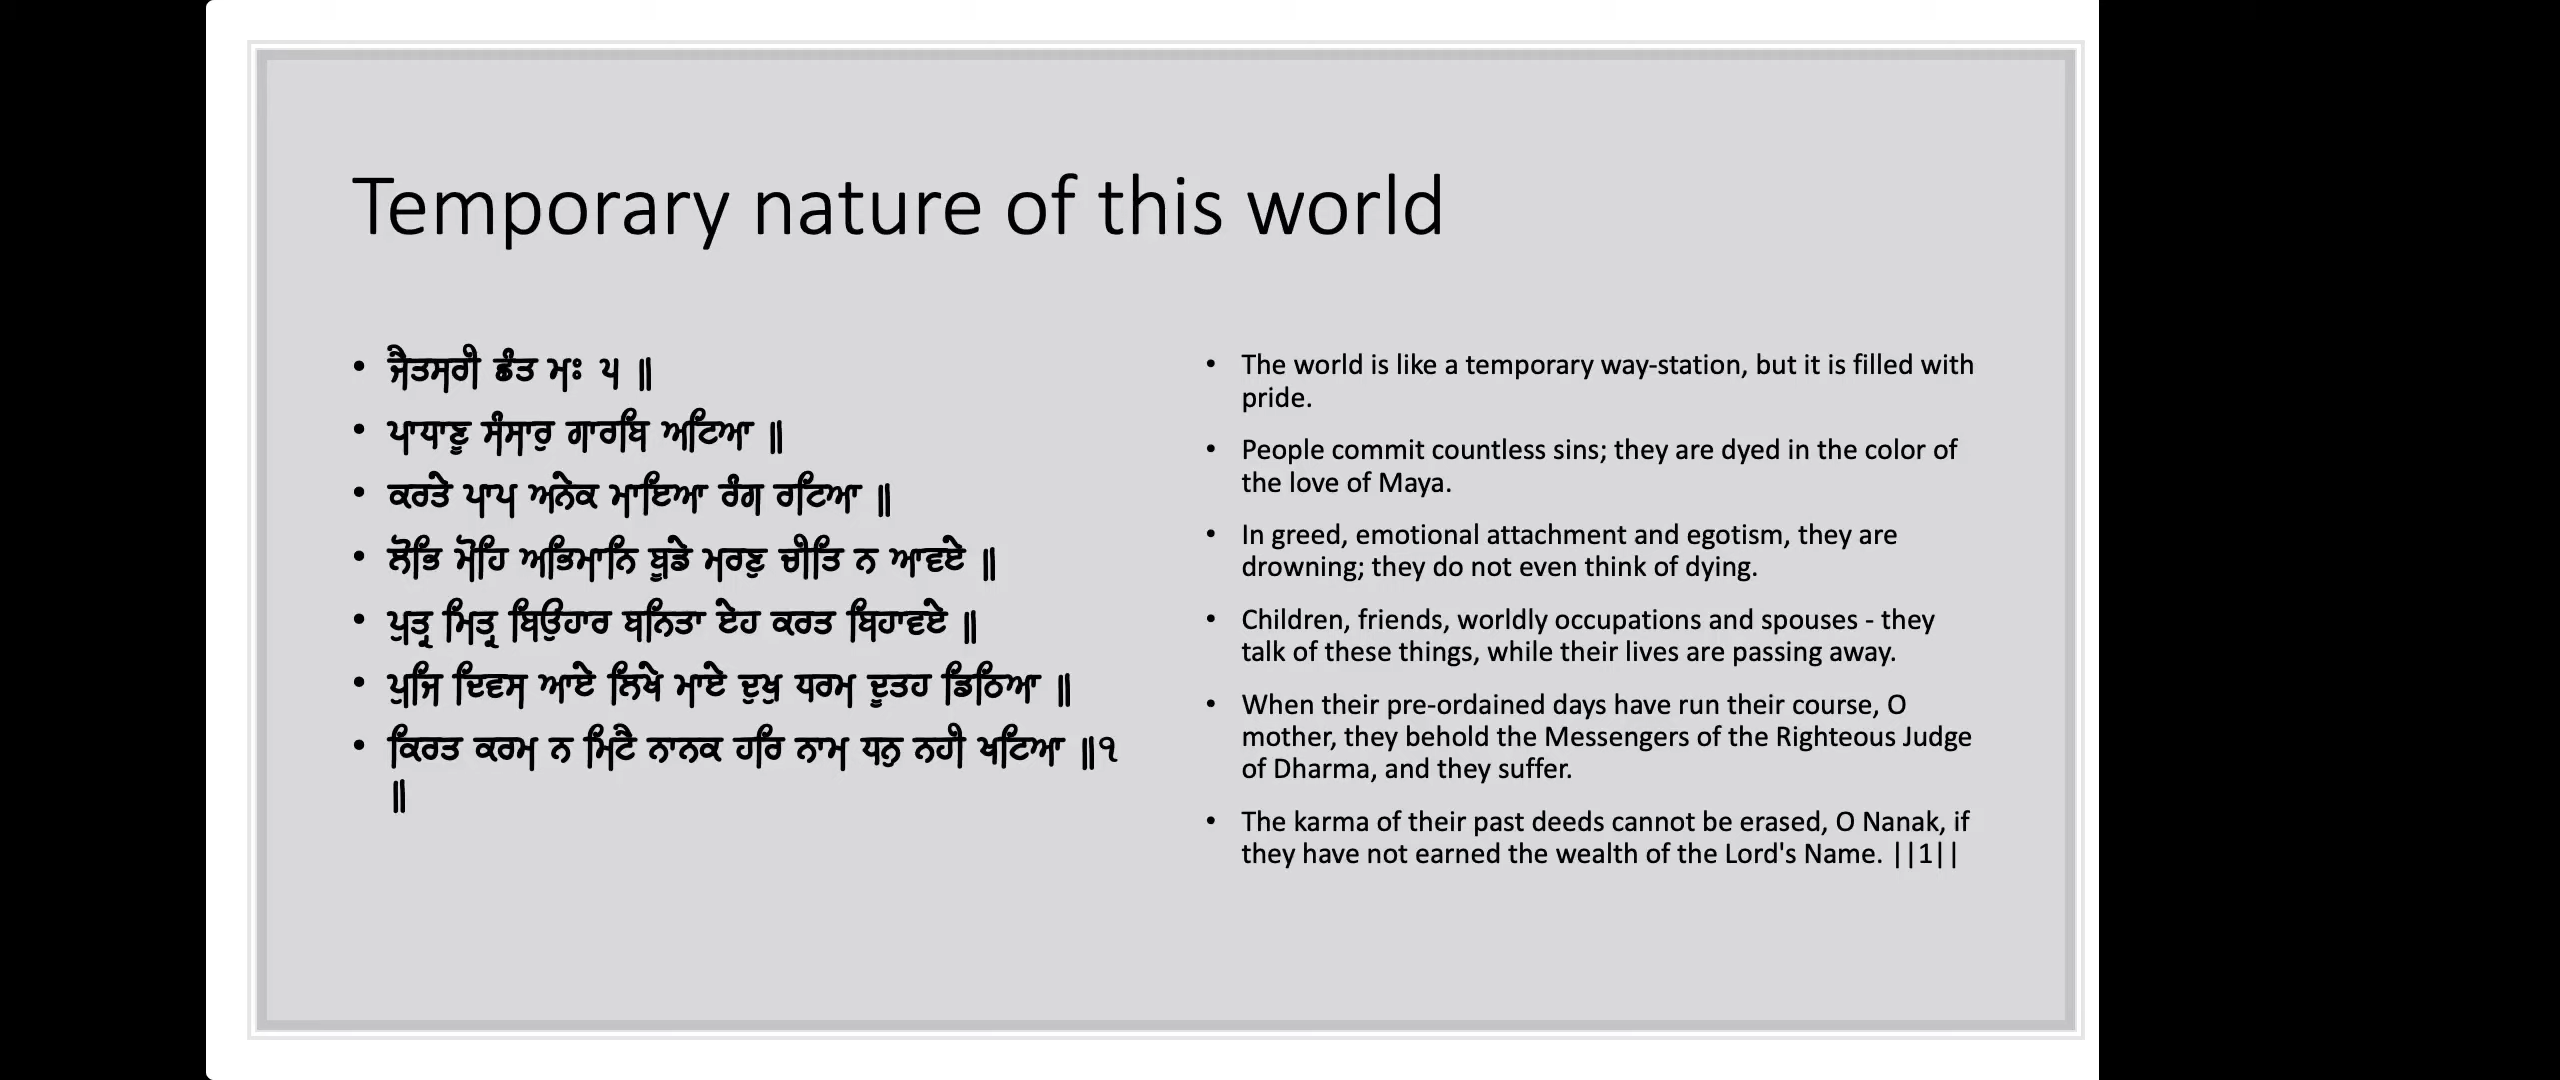 Temporary nature of this world
• ਜੈਤਸਰੀ ਛੰਤ ਮਃ ੫ ॥
• ਪਾਧਾਣੂ ਸੰਸਾਰੁ ਗਾਰਬਿ ਅਟਿਆ ॥
• ਕਰਤੇ ਪਾਪ ਅਨੇਕ ਮਾਇਆ ਰੰਗ ਰਟਿਆ ॥
• ਲੋਭਿ ਮੋਹਿ ਅਭਿਮਾਨਿ ਬੂਡੇ ਮਰਣੁ ਚੀਤਿ ਨ ਆਵਏ ॥
• ਪੁਤ੍ਰ ਮਿਤ੍ਰ ਬਿਉਹਾਰ ਬਨਿਤਾ ਏਹ ਕਰਤ ਬਿਹਾਵਏ ॥
• ਪੁਜਿ ਦਿਵਸ ਆਏ ਲਿਖੇ ਮਾਏ ਦੁਖੁ ਧਰਮ ਦੂਤਹ ਡਿਠਿਆ ॥
• ਕਿਰਤ ਕਰਮ ਨ ਮਿਟੈ ਨਾਨਕ ਹਰਿ ਨਾਮ ਧਨੁ ਨਹੀ ਖਟਿਆ ॥੧
॥
• The world is like a temporary way-station, but it is filled with
pride.
• People commit countless sins; they are dyed in the color of
the love of Maya.
• In greed, emotional attachment and egotism, they are
drowning; they do not even think of dying.
• Children, friends, worldly occupations and spouses - they
talk of these things, while their lives are passing away.
• When their pre-ordained days have run their course, O
mother, they behold the Messengers of the Righteous Judge
of Dharma, and they suffer.
• The karma of their past deeds cannot be erased, O Nanak, if
they have not earned the wealth of the Lord's Name. ||1||